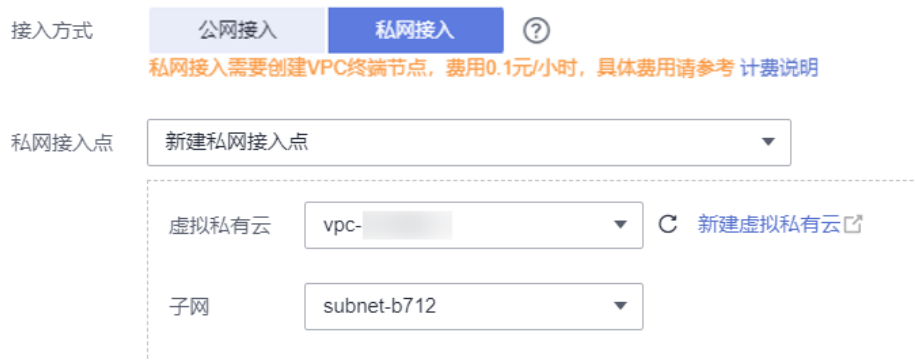 接入方式 公网接入 私网接入 ?
私网接入需要创建VPC终端节点，费用0.1元/小时，具体费用请参考 计费说明
私网接入点 新建私网接入点
虚拟私有云 vpc- 新建虚拟私有云
子网 subnet-b712